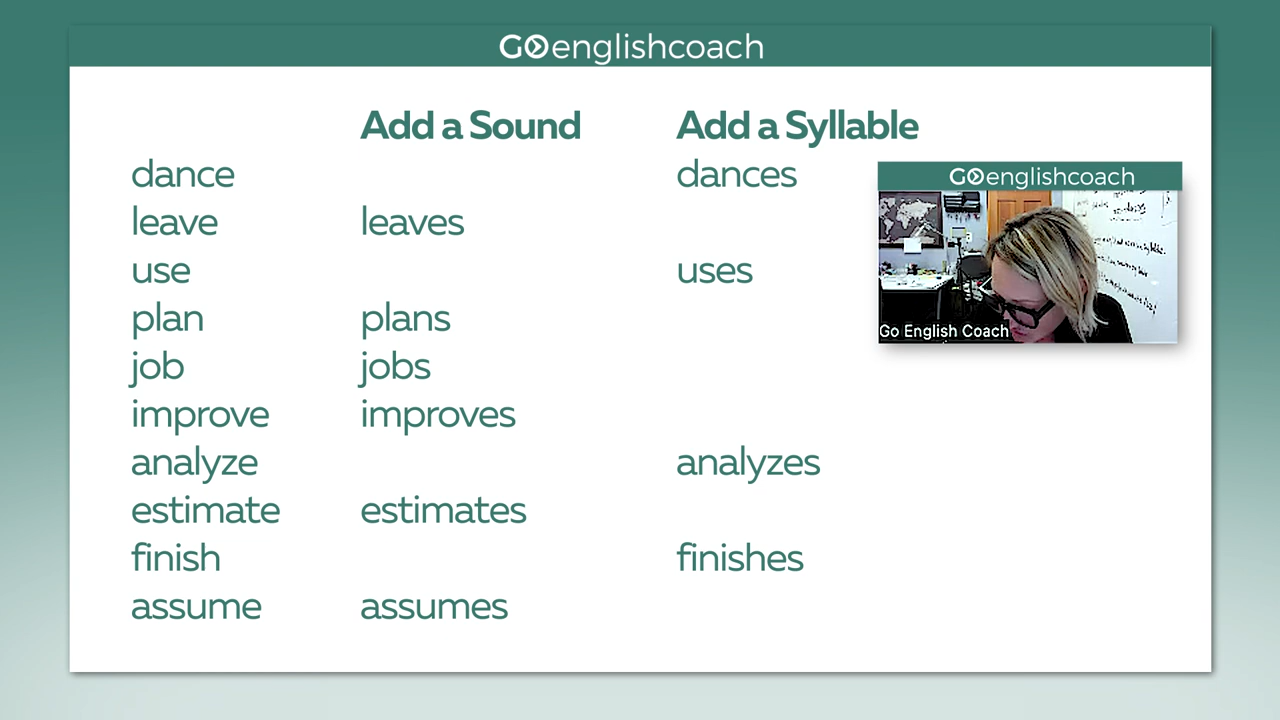 GOenglishcoach
Add a Sound Add a Syllable
dance dances
leave leaves
use uses
plan plans
job jobs
improve improves
analyze analyzes
estimate estimates
finish finishes
assume assumes
GOenglishcoach
Go English Coach